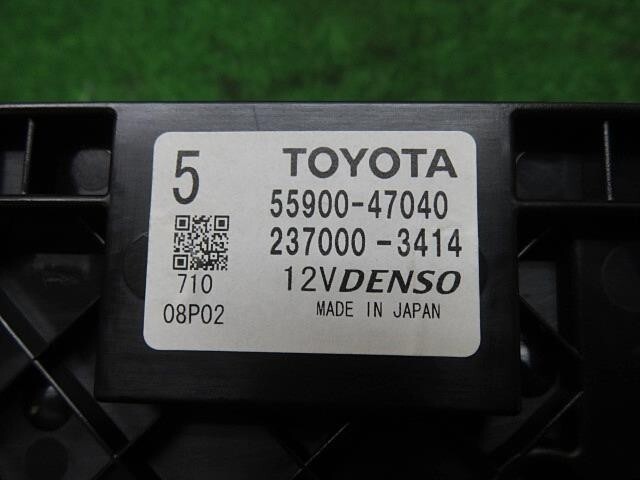 5 TOYOTA
55900-47040
237000-3414
710 12V DENSO
08P02 MADE IN JAPAN